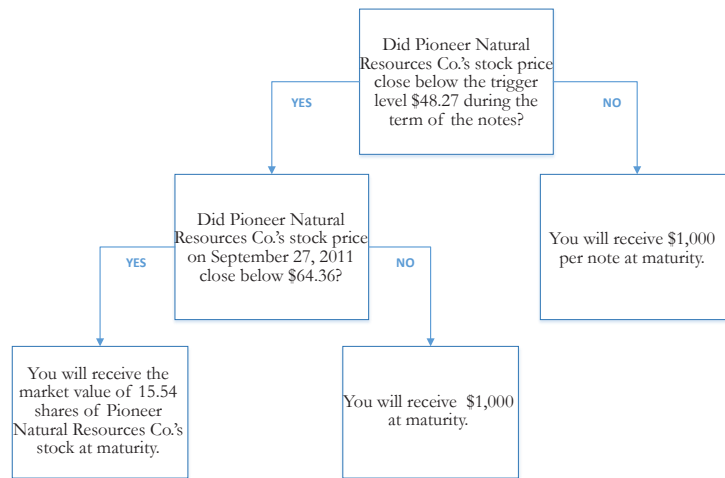 Did Pioneer Natural
Resources Co.'s stock price
close below the trigger
level $48.27 during the
term of the notes?
YES
NO
Did Pioneer Natural
Resources Co.'s stock price
on September 27, 2011
close below $64.36?
You will receive $1,000
per note at maturity.
YES
NO
You will receive the
market value of 15.54
shares of Pioneer
Natural Resources Co.'s
stock at maturity.
You will receive $1,000
at maturity.